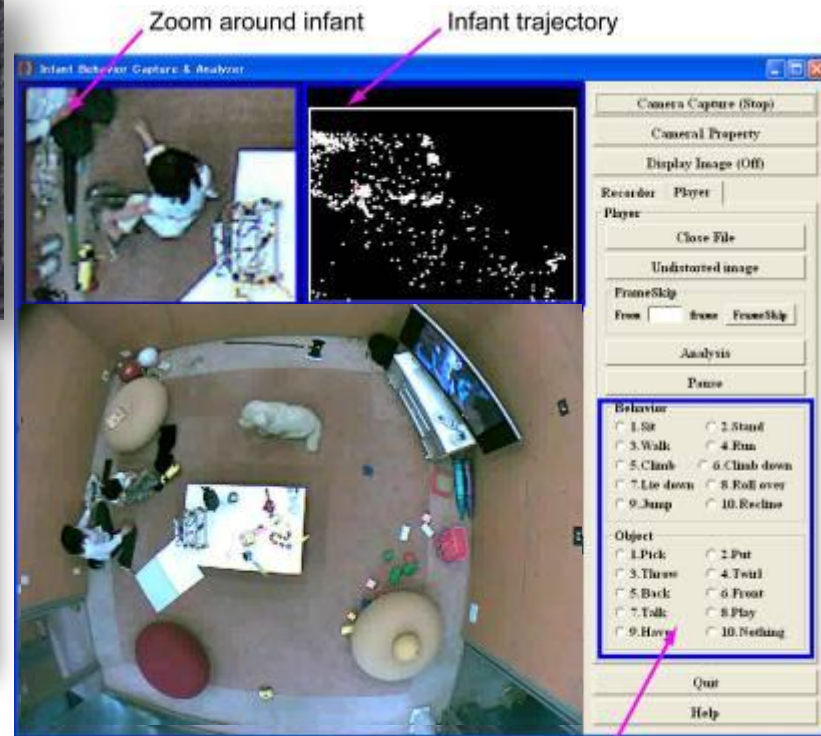 Zoom around infant
Infant trajectory
Infant Behavior Capture & Analyzer
Camera Capture (Stop)
Camera1 Property
Display Image (Off)
Recorder Player
Player
Close File
Undistorted image
FrameSkip
From frame FrameSkip
Analysis
Pause
Behavior
1.Sit 2.Stand
3.Walk 4.Run
5.Climb 6.Climb down
7.Lie down 8.Roll over
9.Jump 10.Recline
Object
1.Pick 2.Put
3.Throw 4.Twirl
5.Back 6.Front
7.Talk 8.Play
9.Have 10.Nothing
Quit
Help